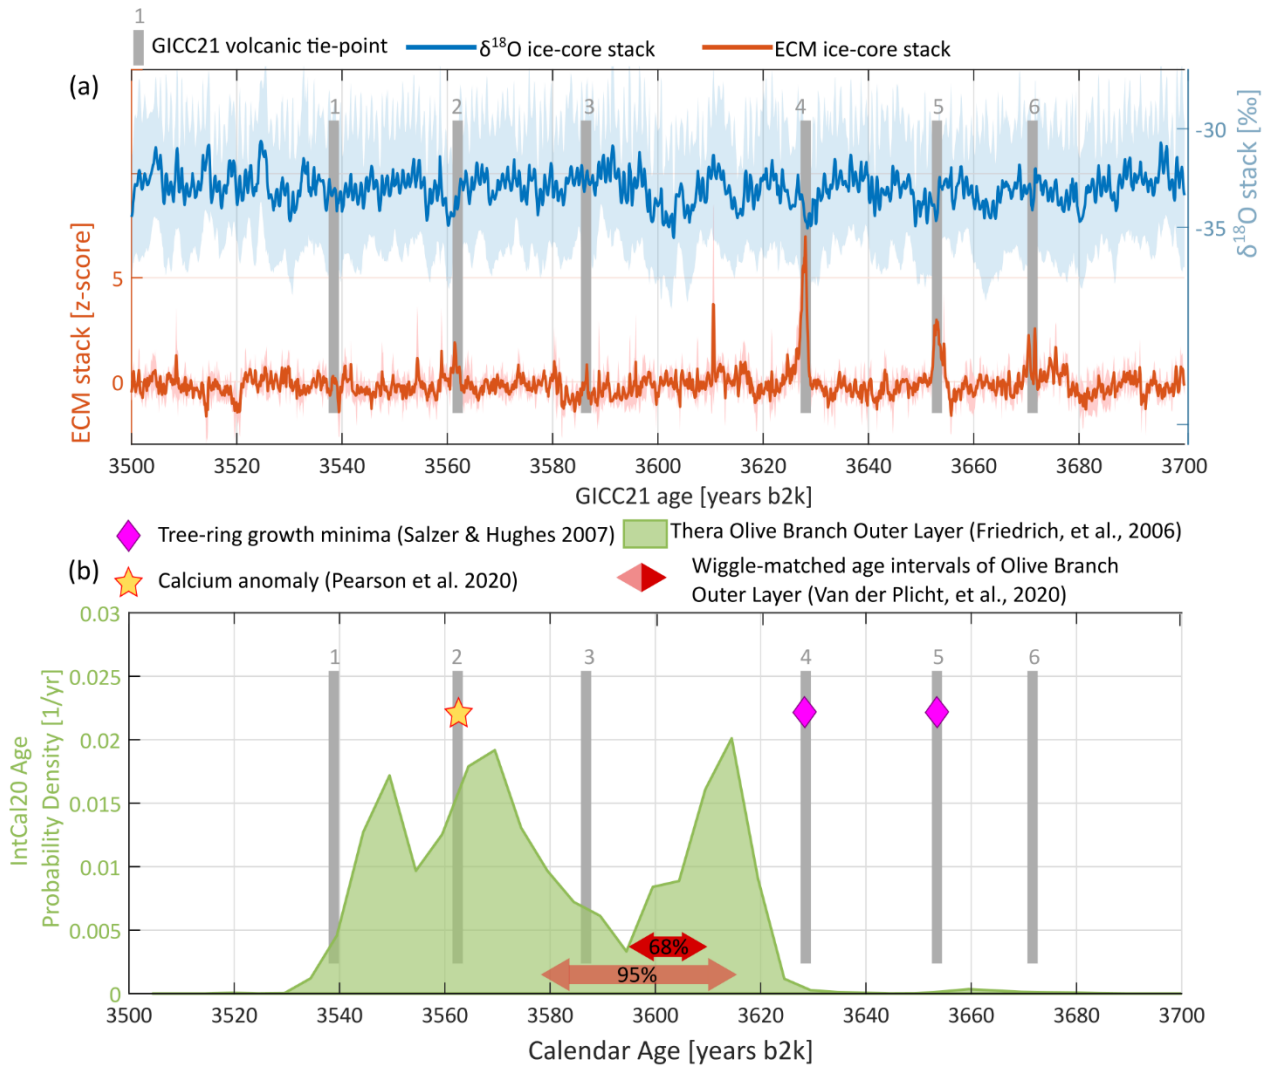 1
GICC21 volcanic tie-point
δ18O ice-core stack
ECM ice-core stack
(a)
1 2 3 4 5 6
-30
-35
δ18O stack [‰]
5
0
ECM stack [z-score]
3500 3520 3540 3560 3580 3600 3620 3640 3660 3680 3700
GICC21 age [years b2k]
Tree-ring growth minima (Salzer & Hughes 2007)
Thera Olive Branch Outer Layer (Friedrich, et al., 2006)
(b)
Calcium anomaly (Pearson et al. 2020)
Wiggle-matched age intervals of Olive Branch
Outer Layer (Van der Plicht, et al., 2020)
0.03
0.025
0.02
0.015
0.01
0.005
0
IntCal20 Age
Probability Density [1/yr]
1 2 3 4 5 6
68%
95%
3500 3520 3540 3560 3580 3600 3620 3640 3660 3680 3700
Calendar Age [years b2k]